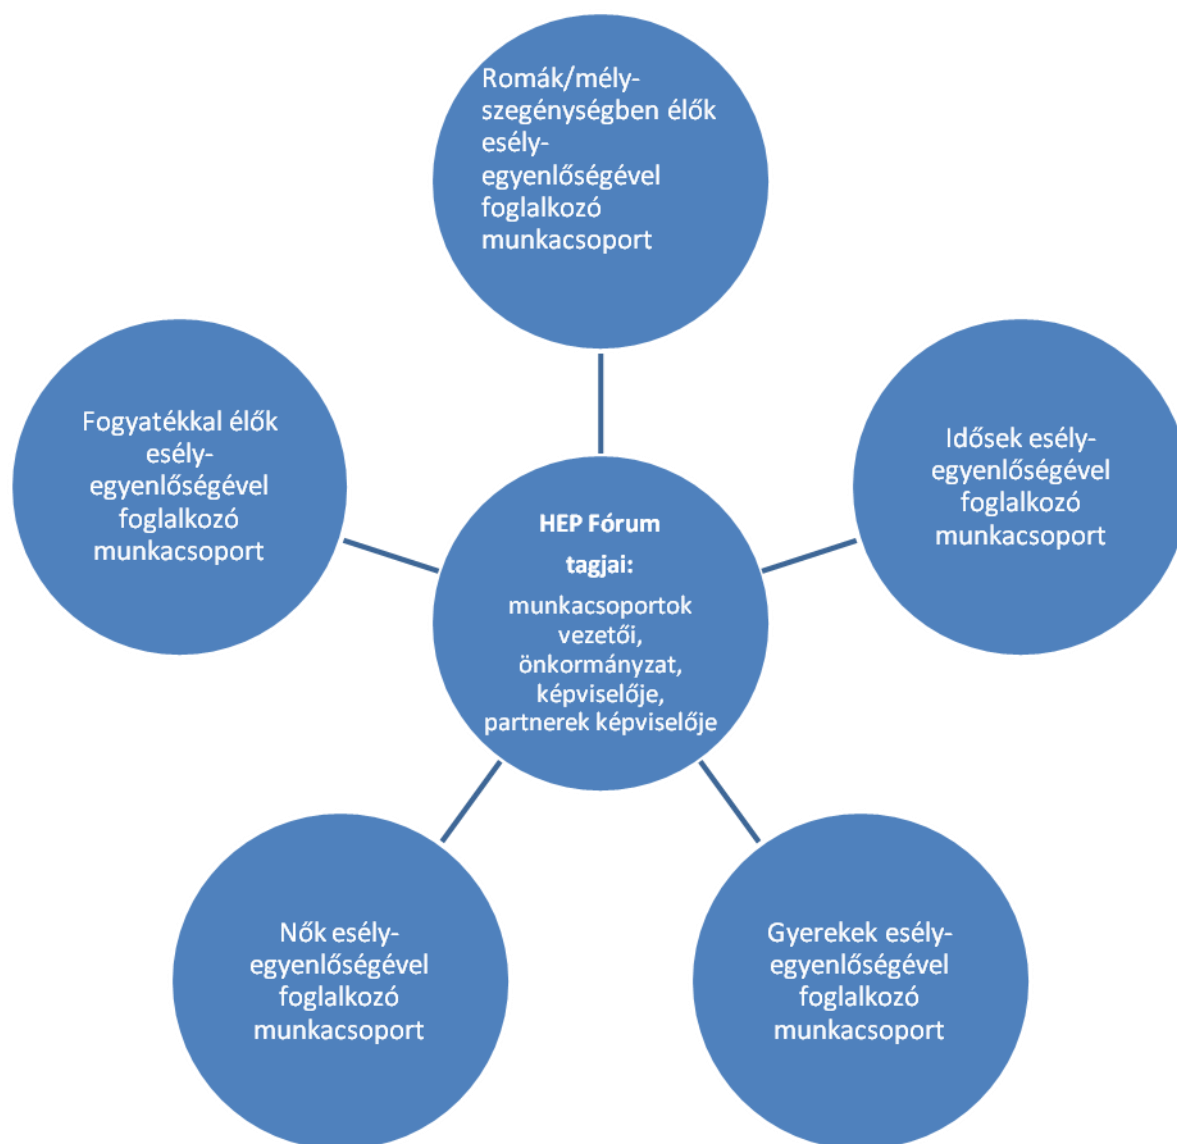 Romák/mély-
szegénységben élők
esély-
egyenlőségével
foglalkozó
munkacsoport
Fogyatékkal élők
esély-
egyenlőségével
foglalkozó
munkacsoport
Idősek esély-
egyenlőségével
foglalkozó
munkacsoport
HEP Fórum
tagjai:
munkacsoportok
vezetői,
önkormányzat,
képviselője,
partnerek képviselője
Nők esély-
egyenlőségével
foglalkozó
munkacsoport
Gyerekek esély-
egyenlőségével
foglalkozó
munkacsoport